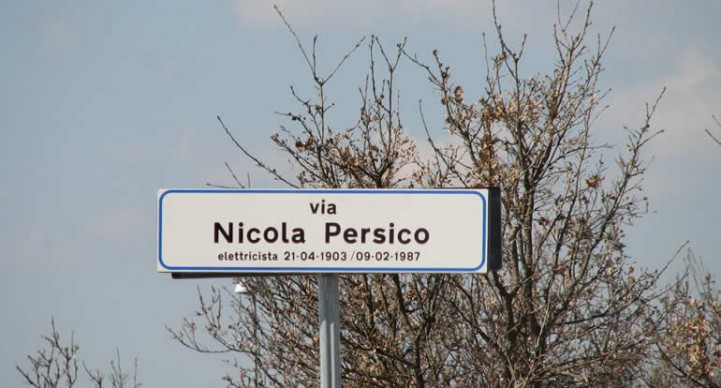 via
Nicola Persico
elettricista 21-04-1903 /09-02-1987